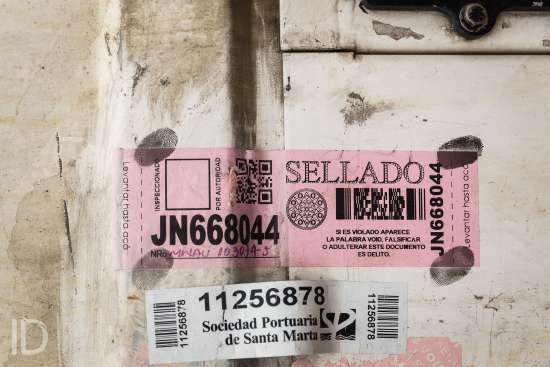 Levantar hasta acá
INSPECCIONADO
POR AUTORIDAD
SELLADO
JN668044
SI ES VIOLADO APARECE
LA PALABRA VOID, FALSIFICAR
O ADULTERAR ESTE DOCUMENTO
ES DELITO.
JN668044
Levantar hasta acá
NRo
11256878
11256878
Sociedad Portuaria
de Santa Marta
11256878
ID